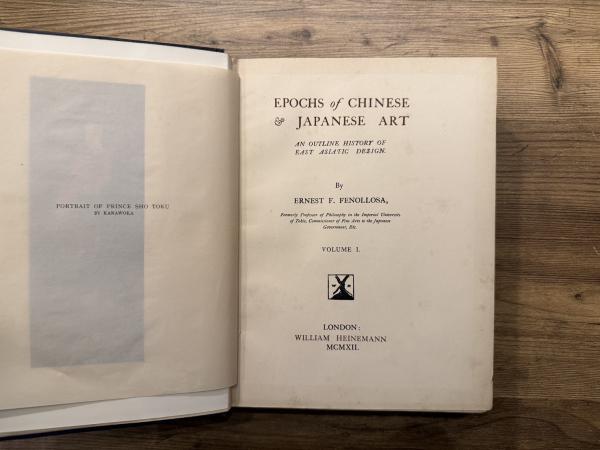 PORTRAIT OF PRINCE SHO TOKU
BY KANAWOKA
EPOCHS of CHINESE
& JAPANESE ART
AN OUTLINE HISTORY OF
EAST ASIATIC DESIGN.
By
ERNEST F. FENOLLOSA,
Formerly Professor of Philosophy in the Imperial University
of Tokio, Commissioner of Fine Arts to the Japanese
Government, Etc.
VOLUME I.
LONDON:
WILLIAM HEINEMANN
MCMXII.